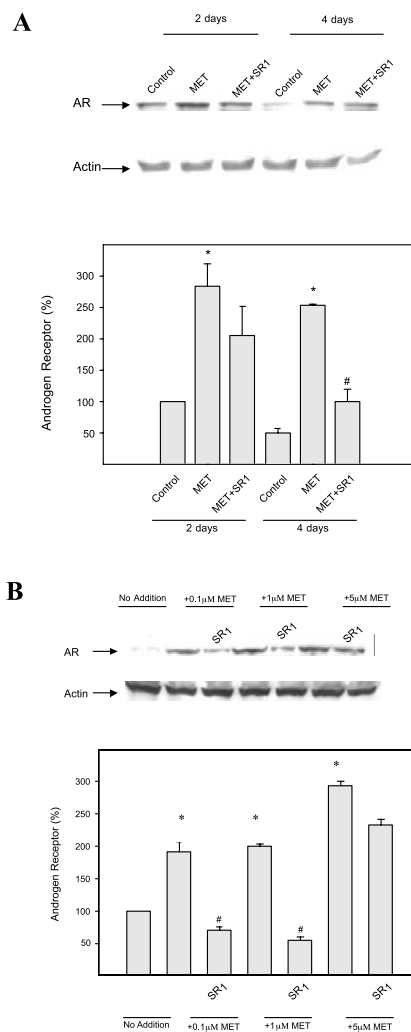 A
2 days
4 days
Control
MET
MET+SR1
Control
MET
MET+SR1
AR
Actin
Androgen Receptor (%)
300
250
200
150
100
50
*
*
#
Control
MET
MET+SR1
Control
MET
MET+SR1
2 days
4 days
B
No Addition
+0.1μM MET
+1μM MET
+5μM MET
SR1
SR1
SR1
AR
Actin
Androgen Receptor (%)
300
250
200
150
100
50
*
#
*
#
*
SR1
SR1
SR1
No Addition
+0.1μM MET
+1μM MET
+5μM MET